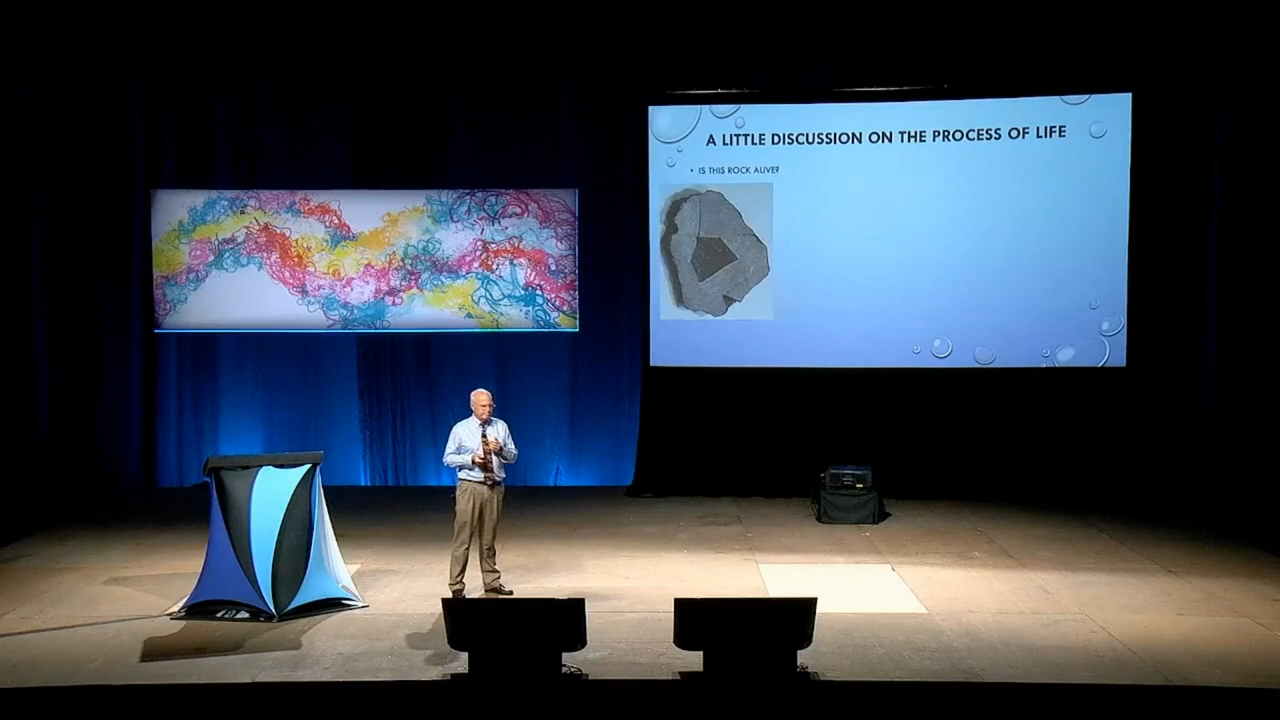 A LITTLE DISCUSSION ON THE PROCESS OF LIFE
• IS THIS ROCK ALIVE?